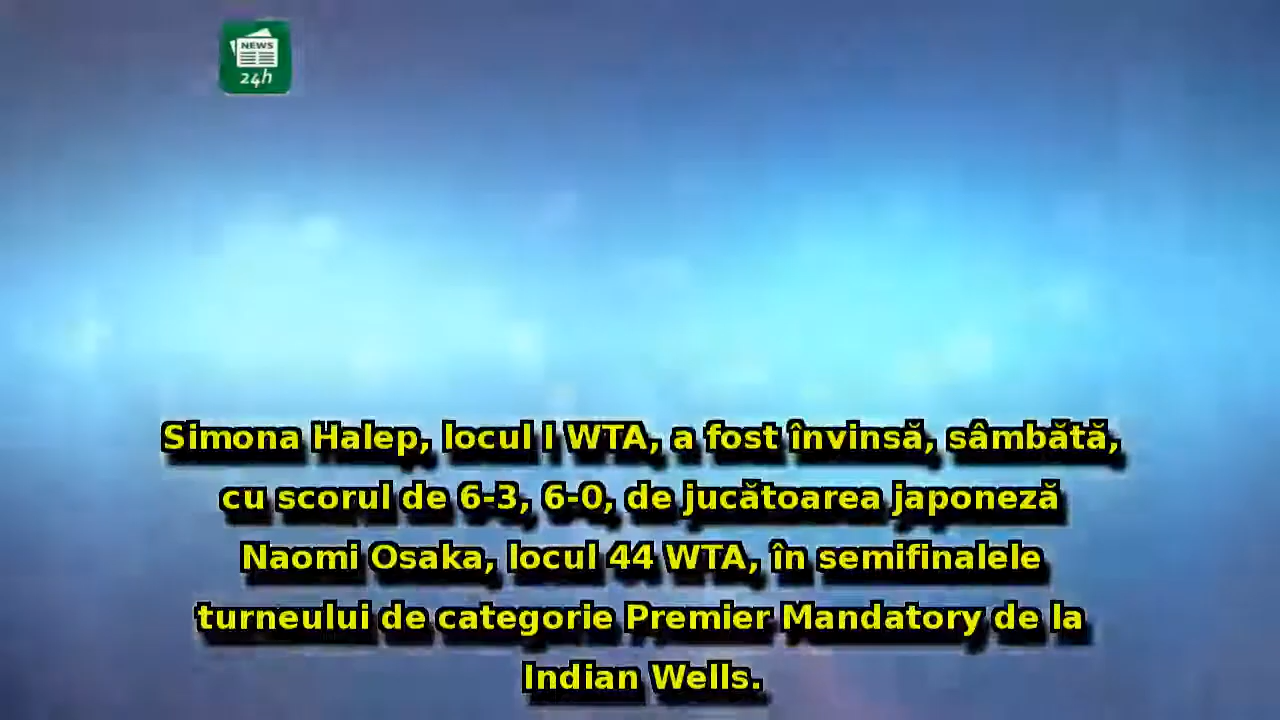 NEWS
24h
Simona Halep, locul I WTA, a fost învinsă, sâmbătă,
cu scorul de 6-3, 6-0, de jucătoarea japoneză
Naomi Osaka, locul 44 WTA, în semifinalele
turneului de categorie Premier Mandatory de la
Indian Wells.